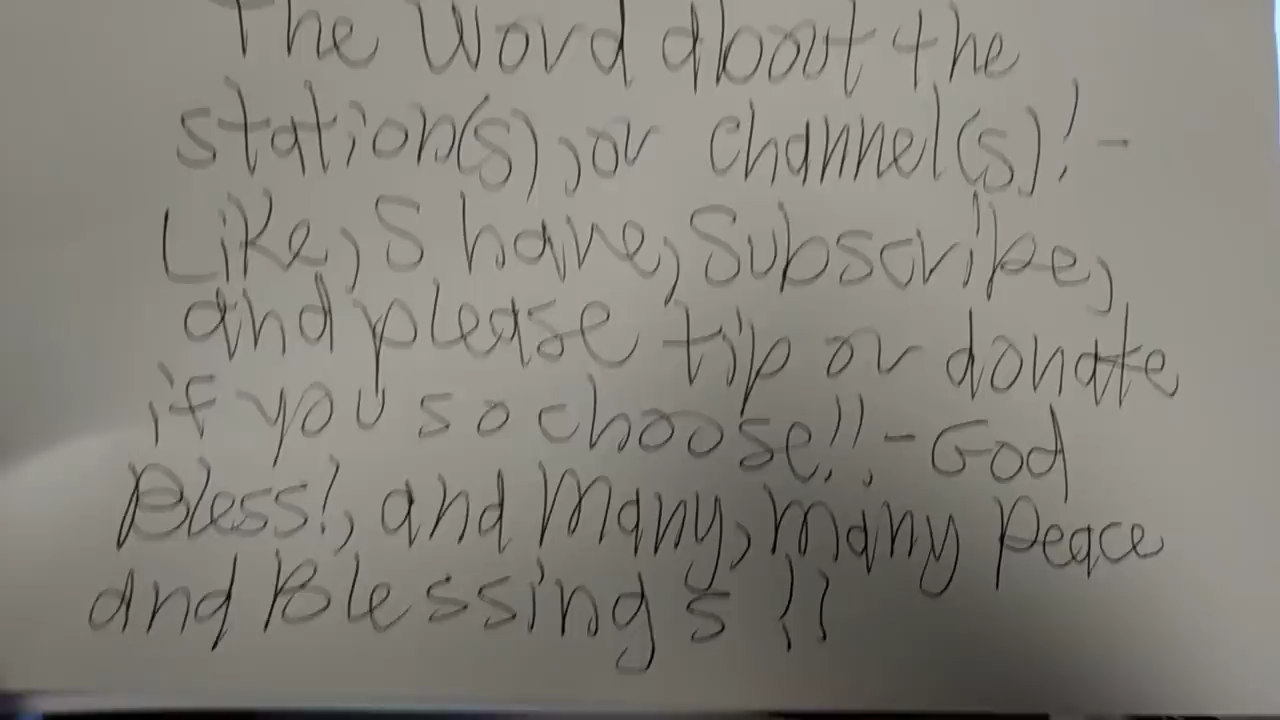 The Word about the
station(s), or channel(s)! -
Like, Share, Subscribe,
and please tip or donate
if you so choose!! - God
Bless!, and Many, many Peace
and Blessings!!